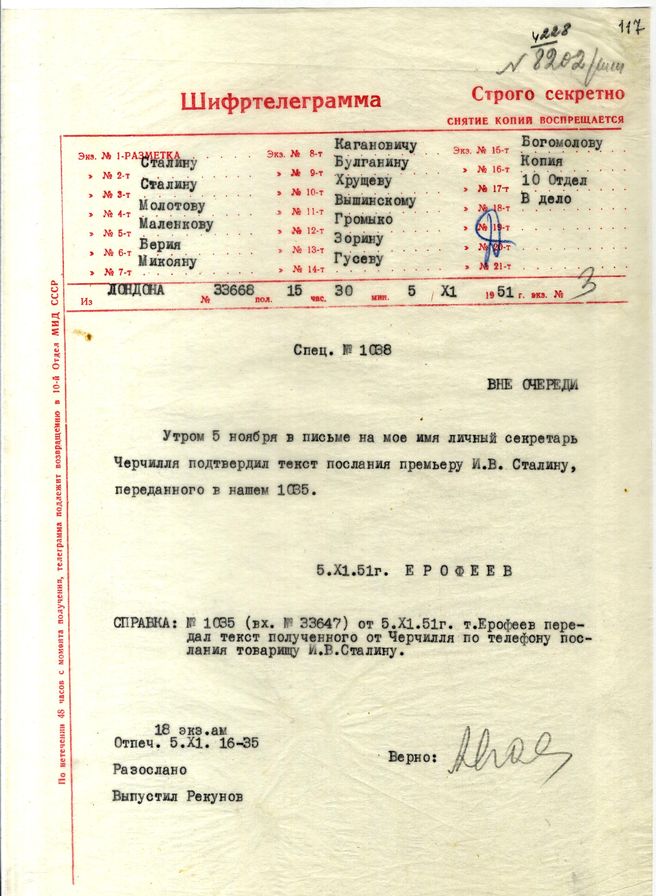 4228
117
N 8202/шт
Шифртелеграмма
Строго секретно
СНЯТИЕ КОПИЙ ВОСПРЕЩАЕТСЯ
Экз. № 1-РАЗМЕТКА
Сталину
» № 2-т
Сталину
» № 3-т
Молотову
» № 4-т
Маленкову
» № 5-т
Берия
» № 6-т
Микояну
» № 7-т
Кагановичу
Экз. № 8-т
Булганину
» № 9-т
Хрущеву
» № 10-т
Вышинскому
» № 11-т
Громыко
» № 12-т
Зорину
» № 13-т
Гусеву
» № 14-т
Богомолову
Экз. № 15-т
Копия
» № 16-т
10 Отдел
» № 17-т
В дело
» № 18-т
» № 19-т
» № 20-т
» № 21-т
Из ЛОНДОНА № 33668 пол. 15 час. 30 мин. 5 / X1 1951 г. экз. № 3
Спец. № 1038
ВНЕ ОЧЕРЕДИ
Утром 5 ноября в письме на мое имя личный секретарь
Черчилля подтвердил текст послания премьеру И.В. Сталину,
переданного в нашем 1035.
5.X1.51г. ЕРОФЕЕВ
СПРАВКА: № 1035 (вх. № 33647) от 5.X1.51г. т.Ерофеев пере-
дал текст полученного от Черчилля по телефону пос-
лания товарищу И.В.Сталину.
18 экз.ам
Отпеч. 5.X1. 16-35
Верно:
Разослано
Выпустил Рекунов
По истечении 48 часов с момента получения, телеграмма подлежит возвращению в 10-й Отдел МИД СССР